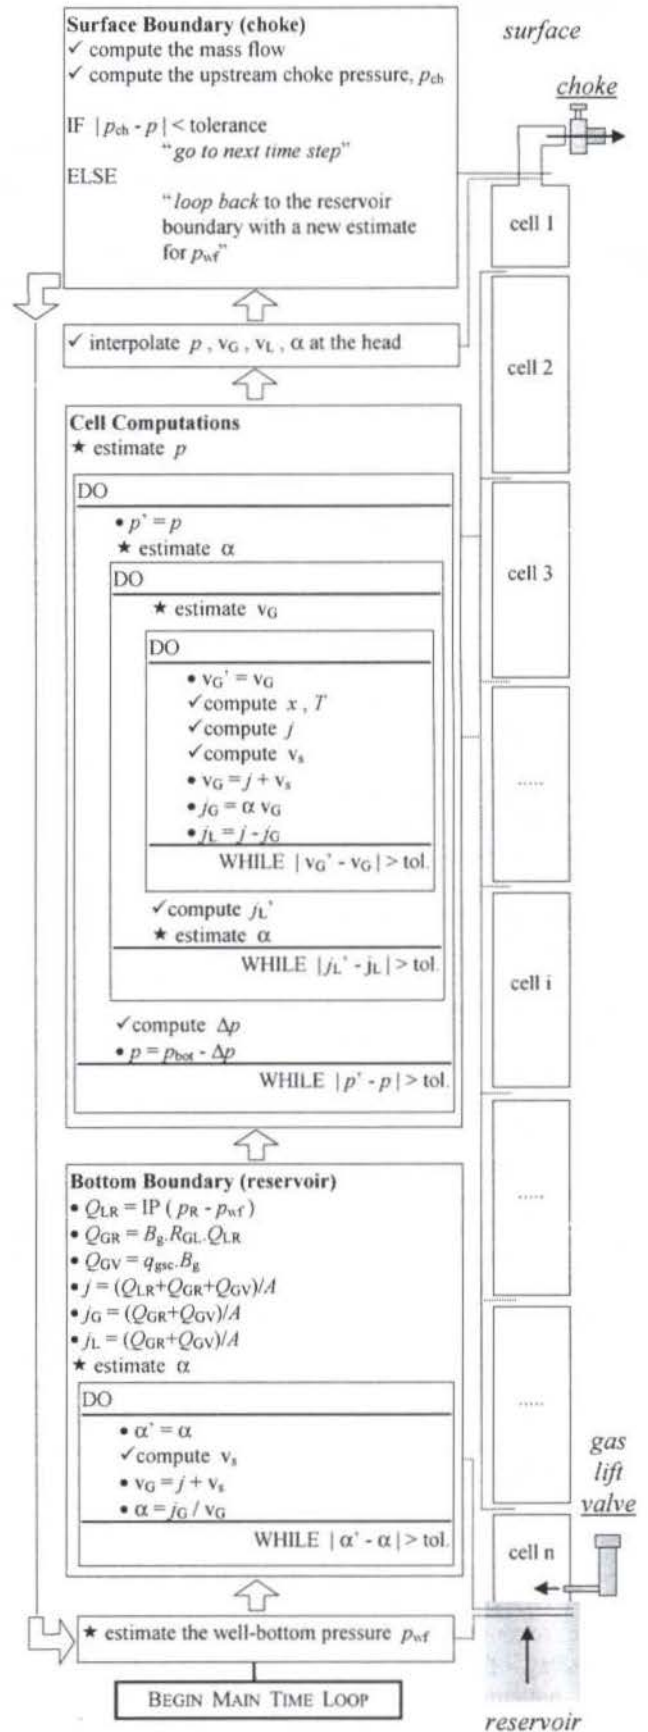 Surface Boundary (choke)
✓ compute the mass flow
✓ compute the upstream choke pressure, pch
IF | pch - p | < tolerance
"go to next time step"
ELSE
"loop back to the reservoir
boundary with a new estimate
for pwf"
✓ interpolate p , vG , vL , α at the head
Cell Computations
★ estimate p
DO
• p' = p
★ estimate α
DO
★ estimate vG
DO
• vG' = vG
✓compute x , T
✓compute j
✓compute vs
• vG = j + vs
• jG = α vG
• jL = j - jG
WHILE | vG' - vG | > tol.
✓compute jL'
★ estimate α
WHILE |jL' - jL| > tol.
✓compute Δp
• p = pbot - Δp
WHILE | p' - p | > tol.
Bottom Boundary (reservoir)
• QLR = IP ( pR - pwf )
• QGR = Bg.RGL.QLR
• QGV = qgsc.Bg
• j = (QLR+QGR+QGV)/A
• jG = (QGR+QGV)/A
• jL = (QGR+QGV)/A
★ estimate α
DO
• α' = α
✓compute vs
• vG = j + vs
• α = jG / vG
WHILE | α' - α | > tol.
★ estimate the well-bottom pressure pwf
BEGIN MAIN TIME LOOP
surface
choke
cell 1
cell 2
cell 3
.....
cell i
.....
.....
gas
lift
valve
cell n
reservoir